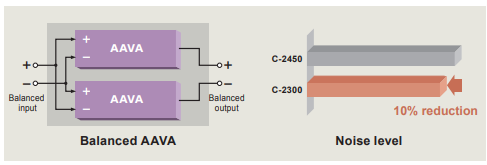 +
−
AAVA
+
−
AAVA
+
−
Balanced
input
+
−
Balanced
output
Balanced AAVA
C-2450
C-2300
10% reduction
Noise level